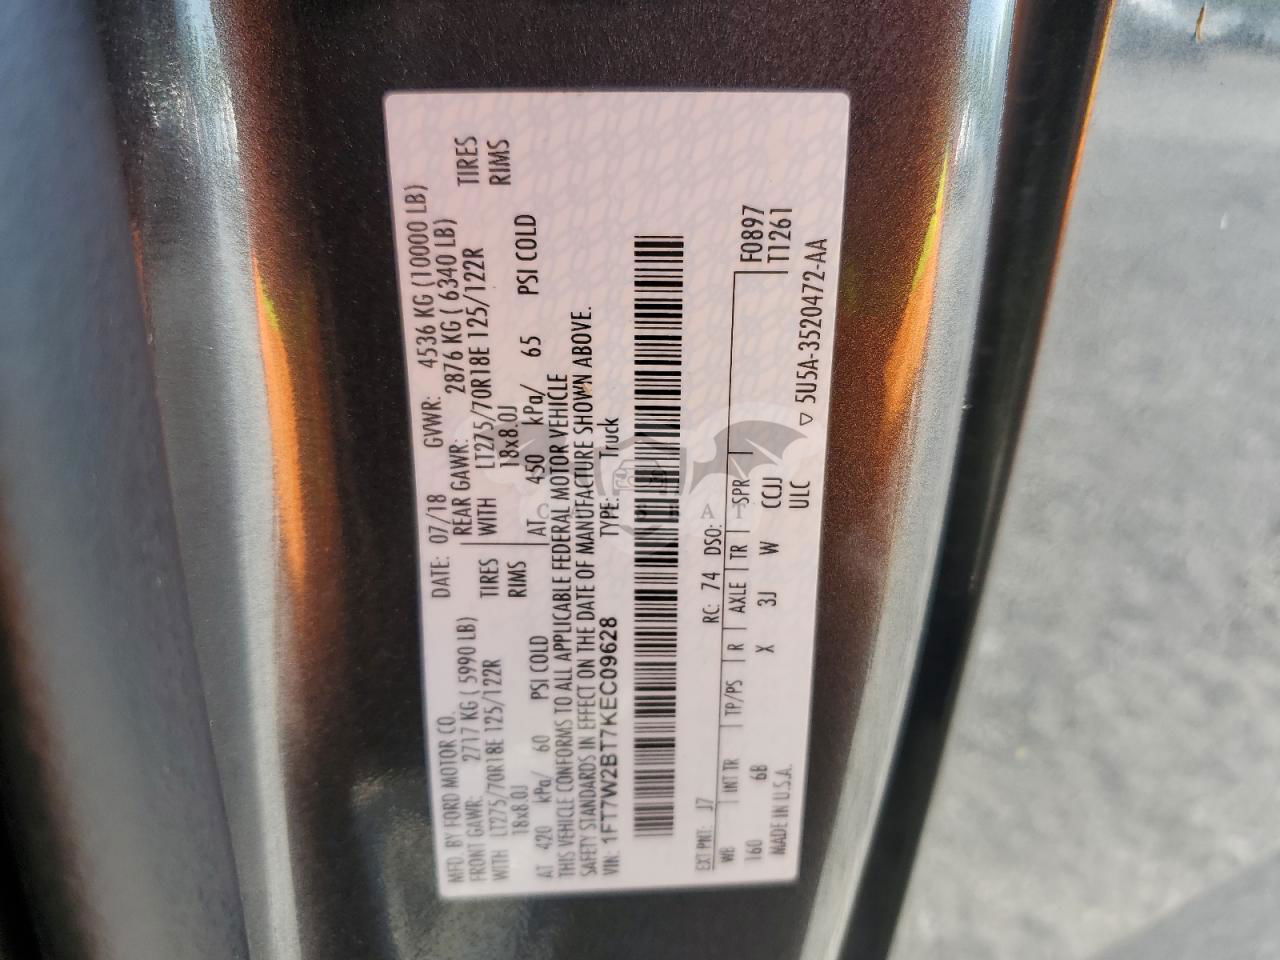 MFD. BY FORD MOTOR CO.
DATE: 07/18 GVWR: 4536 KG (10000 LB)
FRONT GAWR: 2717 KG ( 5990 LB)
REAR GAWR: 2876 KG ( 6340 LB)
WITH LT275/70R18E 125/122R TIRES
WITH LT275/70R18E 125/122R TIRES
18x8.0J RIMS
18x8.0J RIMS
AT 420 kPa/ 60 PSI COLD
AT 450 kPa/ 65 PSI COLD
THIS VEHICLE CONFORMS TO ALL APPLICABLE FEDERAL MOTOR VEHICLE
SAFETY STANDARDS IN EFFECT ON THE DATE OF MANUFACTURE SHOWN ABOVE.
VIN: 1FT7W2BT7KEC09628 TYPE: Truck
EXT PNT: J7 RC: 74 DSO: F0897
WB INT TR TP/PS R AXLE TR SPR T1261
160 6B X 3J W CCJJ
MADE IN U.S.A. ULC
▽ 5U5A-3520472-AA